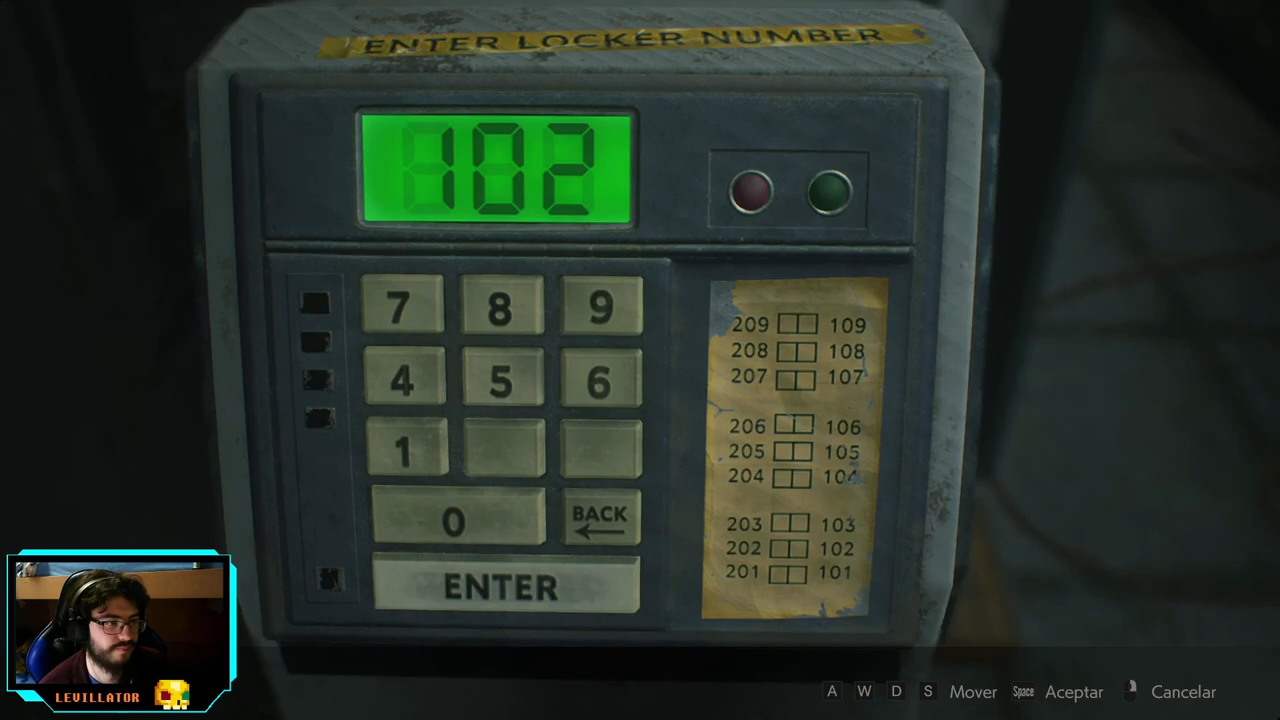 ENTER LOCKER NUMBER
102
7 8 9
4 5 6
1
0 BACK
ENTER
209 109
208 108
207 107
206 106
205 105
204 104
203 103
202 102
201 101
LEVILLATOR
A W D S Mover Space Aceptar Cancelar